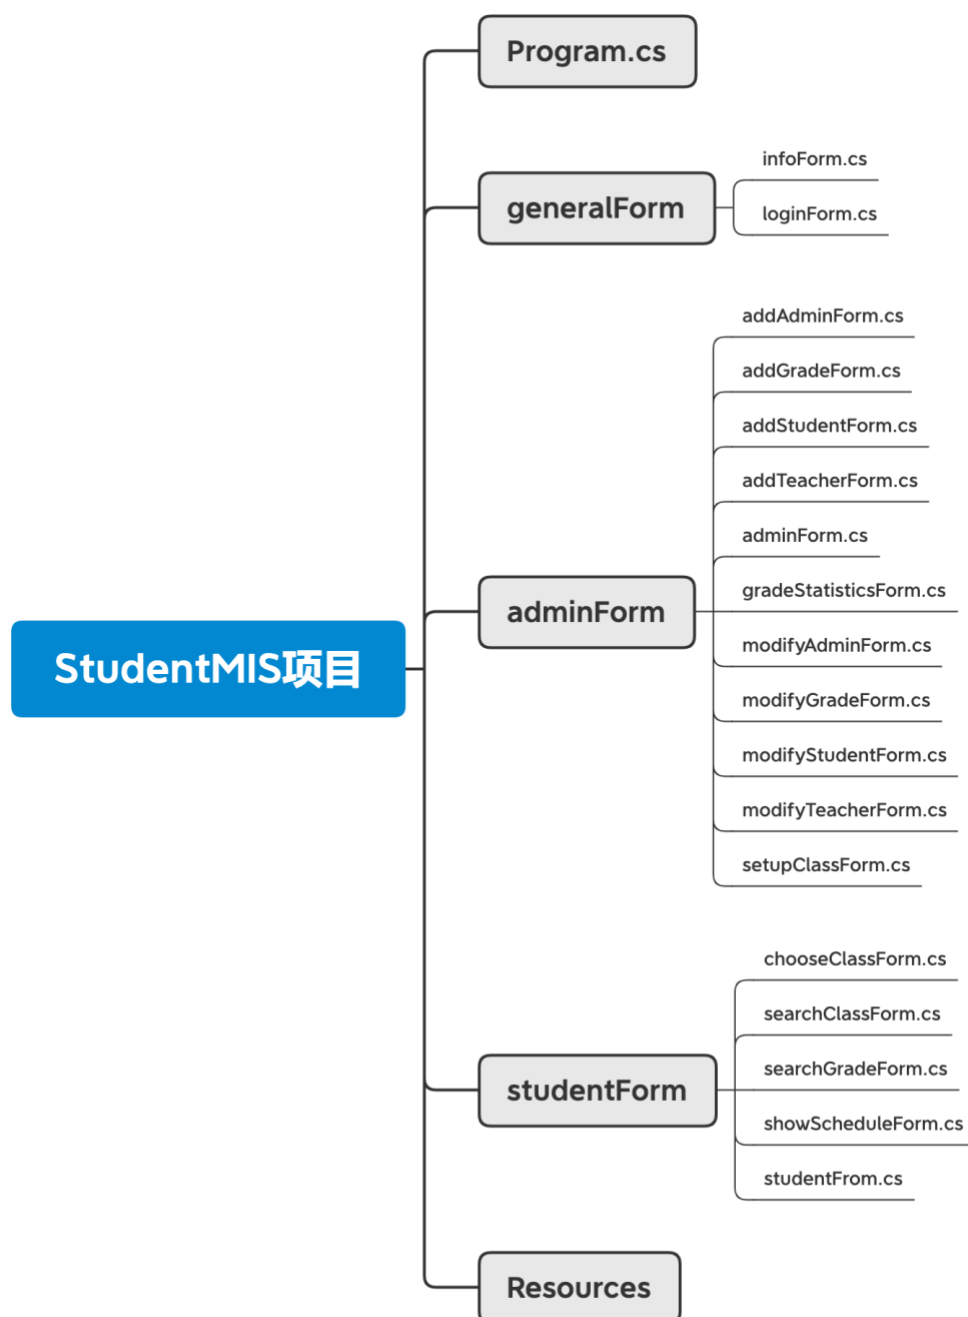 Program.cs
infoForm.cs
generalForm
loginForm.cs
addAdminForm.cs
addGradeForm.cs
addStudentForm.cs
addTeacherForm.cs
adminForm.cs
gradeStatisticsForm.cs
adminForm
modifyAdminForm.cs
StudentMIS项目
modifyGradeForm.cs
modifyStudentForm.cs
modifyTeacherForm.cs
setupClassForm.cs
chooseClassForm.cs
searchClassForm.cs
searchGradeForm.cs
studentForm
showScheduleForm.cs
studentFrom.cs
Resources